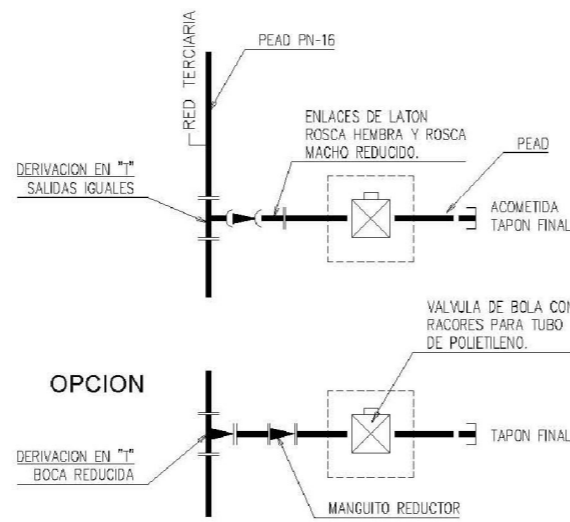 PEAD PN-16
RED TERCIARIA
ENLACES DE LATON
ROSCA HEMBRA Y ROSCA
MACHO REDUCIDO.
PEAD
DERIVACION EN "T"
SALIDAS IGUALES
ACOMETIDA
TAPON FINAL
VALVULA DE BOLA CON
RACORES PARA TUBO
DE POLIETILENO.
OPCION
TAPON FINAL
DERIVACION EN "T"
BOCA REDUCIDA
MANGUITO REDUCTOR